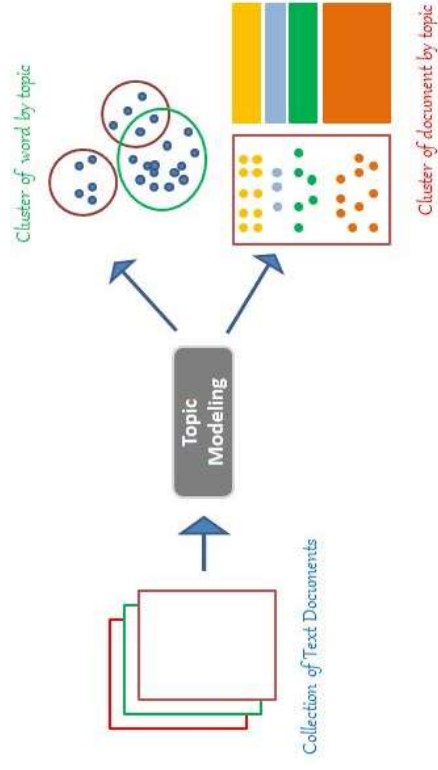 Collection of Text Documents
Topic
Modeling
Cluster of word by topic
Cluster of document by topic